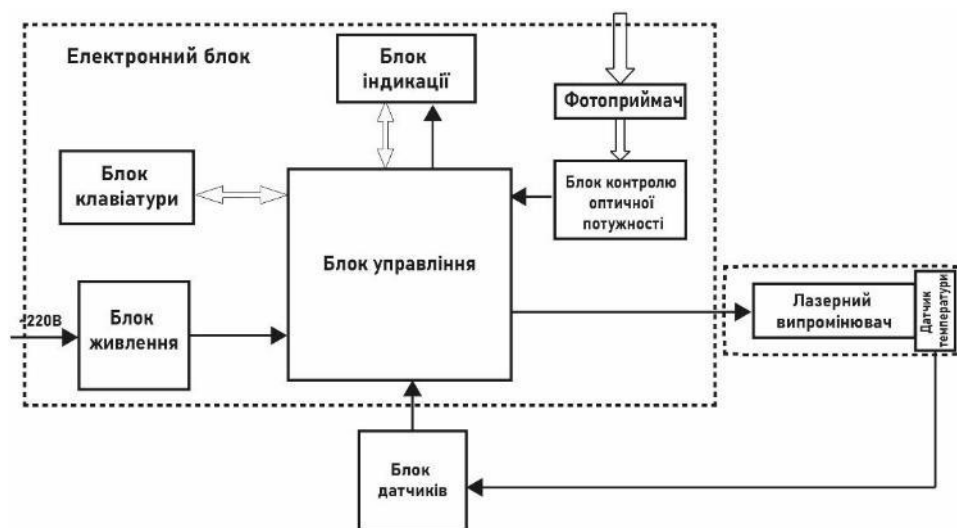 Електронний блок
Блок
індикації
Фотоприймач
Блок
клавіатури
Блок контролю
оптичної
потужності
Блок управління
~220В
Блок
живлення
Лазерний
випромінювач
Датчик
температури
Блок
датчиків